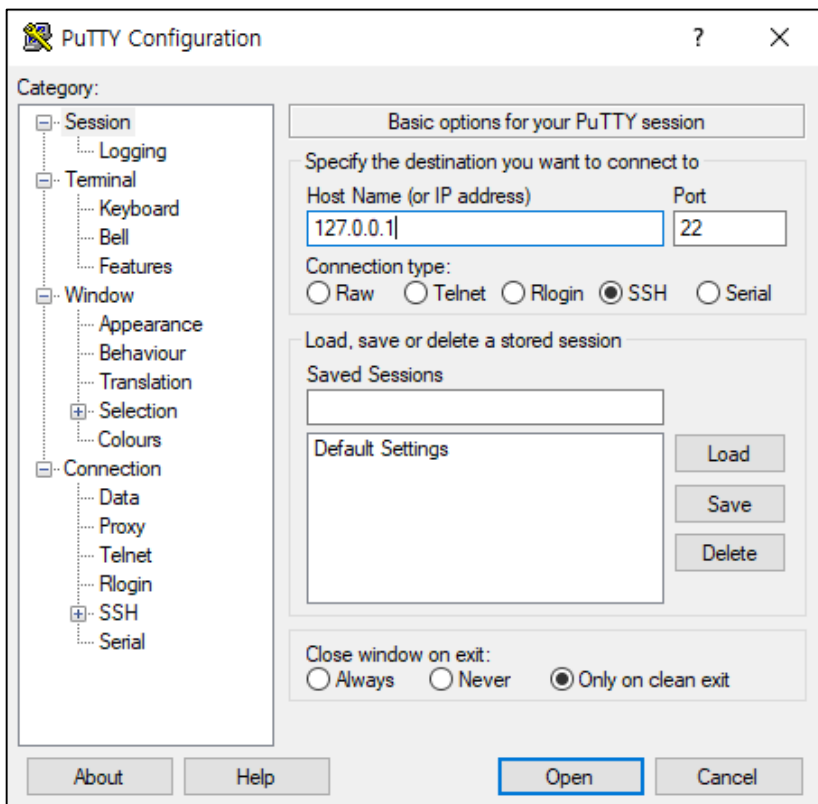 PuTTY Configuration
?
Category:
Session
Logging
Terminal
Keyboard
Bell
Features
Window
Appearance
Behaviour
Translation
Selection
Colours
Connection
Data
Proxy
Telnet
Rlogin
SSH
Serial
Basic options for your PuTTY session
Specify the destination you want to connect to
Host Name (or IP address) Port
127.0.0.1 22
Connection type:
Raw Telnet Rlogin SSH Serial
Load, save or delete a stored session
Saved Sessions
Default Settings
Load
Save
Delete
Close window on exit:
Always Never Only on clean exit
About Help Open Cancel